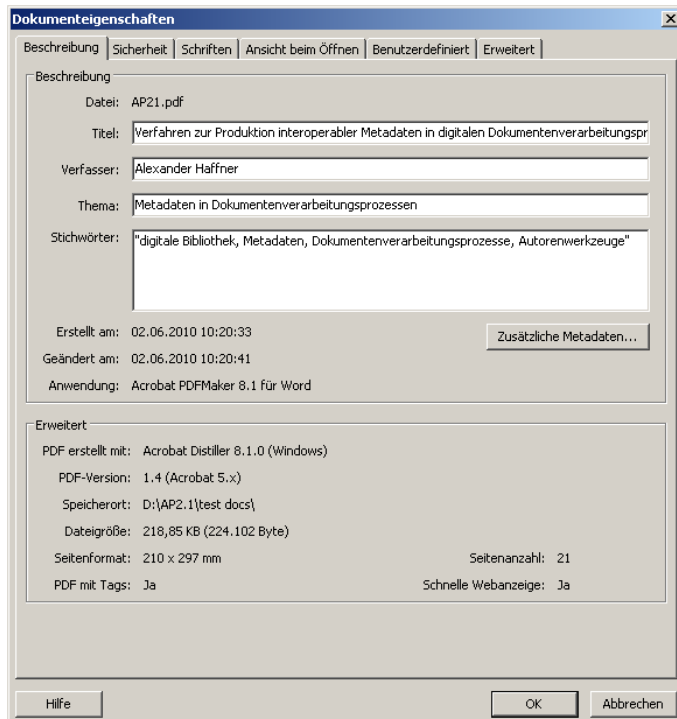 Dokumenteigenschaften
Beschreibung Sicherheit Schriften Ansicht beim Öffnen Benutzerdefiniert Erweitert
Beschreibung
Datei: AP21.pdf
Titel: Verfahren zur Produktion interoperabler Metadaten in digitalen Dokumentenverarbeitungspr
Verfasser: Alexander Haffner
Thema: Metadaten in Dokumentenverarbeitungsprozessen
Stichwörter: "digitale Bibliothek, Metadaten, Dokumentenverarbeitungsprozesse, Autorenwerkzeuge"
Erstellt am: 02.06.2010 10:20:33 Zusätzliche Metadaten...
Geändert am: 02.06.2010 10:20:41
Anwendung: Acrobat PDFMaker 8.1 für Word
Erweitert
PDF erstellt mit: Acrobat Distiller 8.1.0 (Windows)
PDF-Version: 1.4 (Acrobat 5.x)
Speicherort: D:\AP2.1\test docs\
Dateigröße: 218,85 KB (224.102 Byte)
Seitenformat: 210 x 297 mm Seitenanzahl: 21
PDF mit Tags: Ja Schnelle Webanzeige: Ja
Hilfe OK Abbrechen